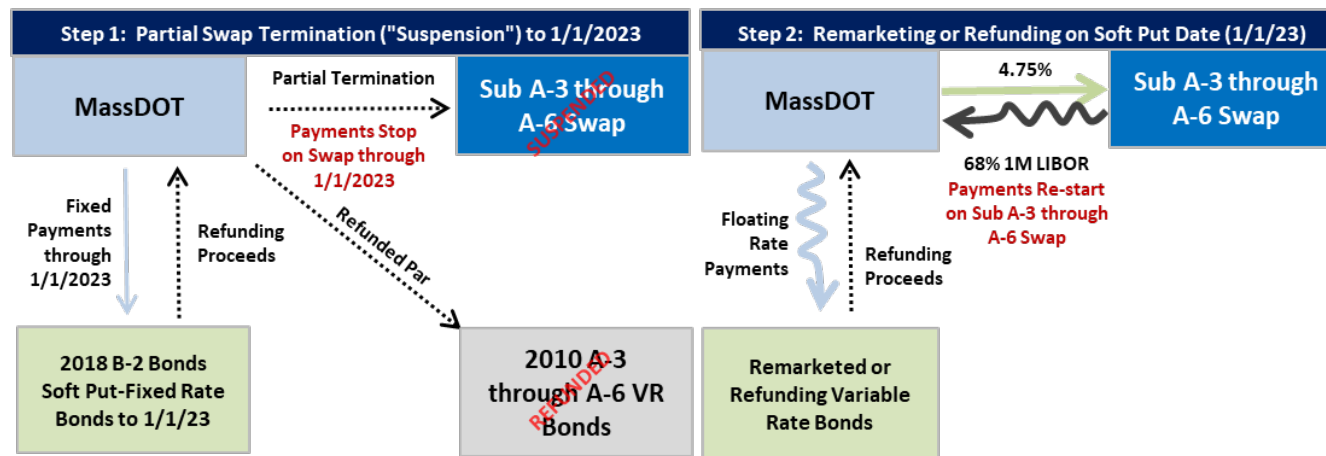 Step 1: Partial Swap Termination ("Suspension") to 1/1/2023
MassDOT
Partial Termination
Payments Stop
on Swap through
1/1/2023
Sub A-3 through
A-6 Swap
SUSPENDED
Fixed
Payments
through
1/1/2023
Refunding
Proceeds
Refunded Par
2018 B-2 Bonds
Soft Put-Fixed Rate
Bonds to 1/1/23
2010 A-3
through A-6 VR
Bonds
REFUNDED
Step 2: Remarketing or Refunding on Soft Put Date (1/1/23)
MassDOT
4.75%
Sub A-3 through
A-6 Swap
68% 1M LIBOR
Payments Re-start
on Sub A-3 through
A-6 Swap
Floating
Rate
Payments
Refunding
Proceeds
Remarketed or
Refunding Variable
Rate Bonds